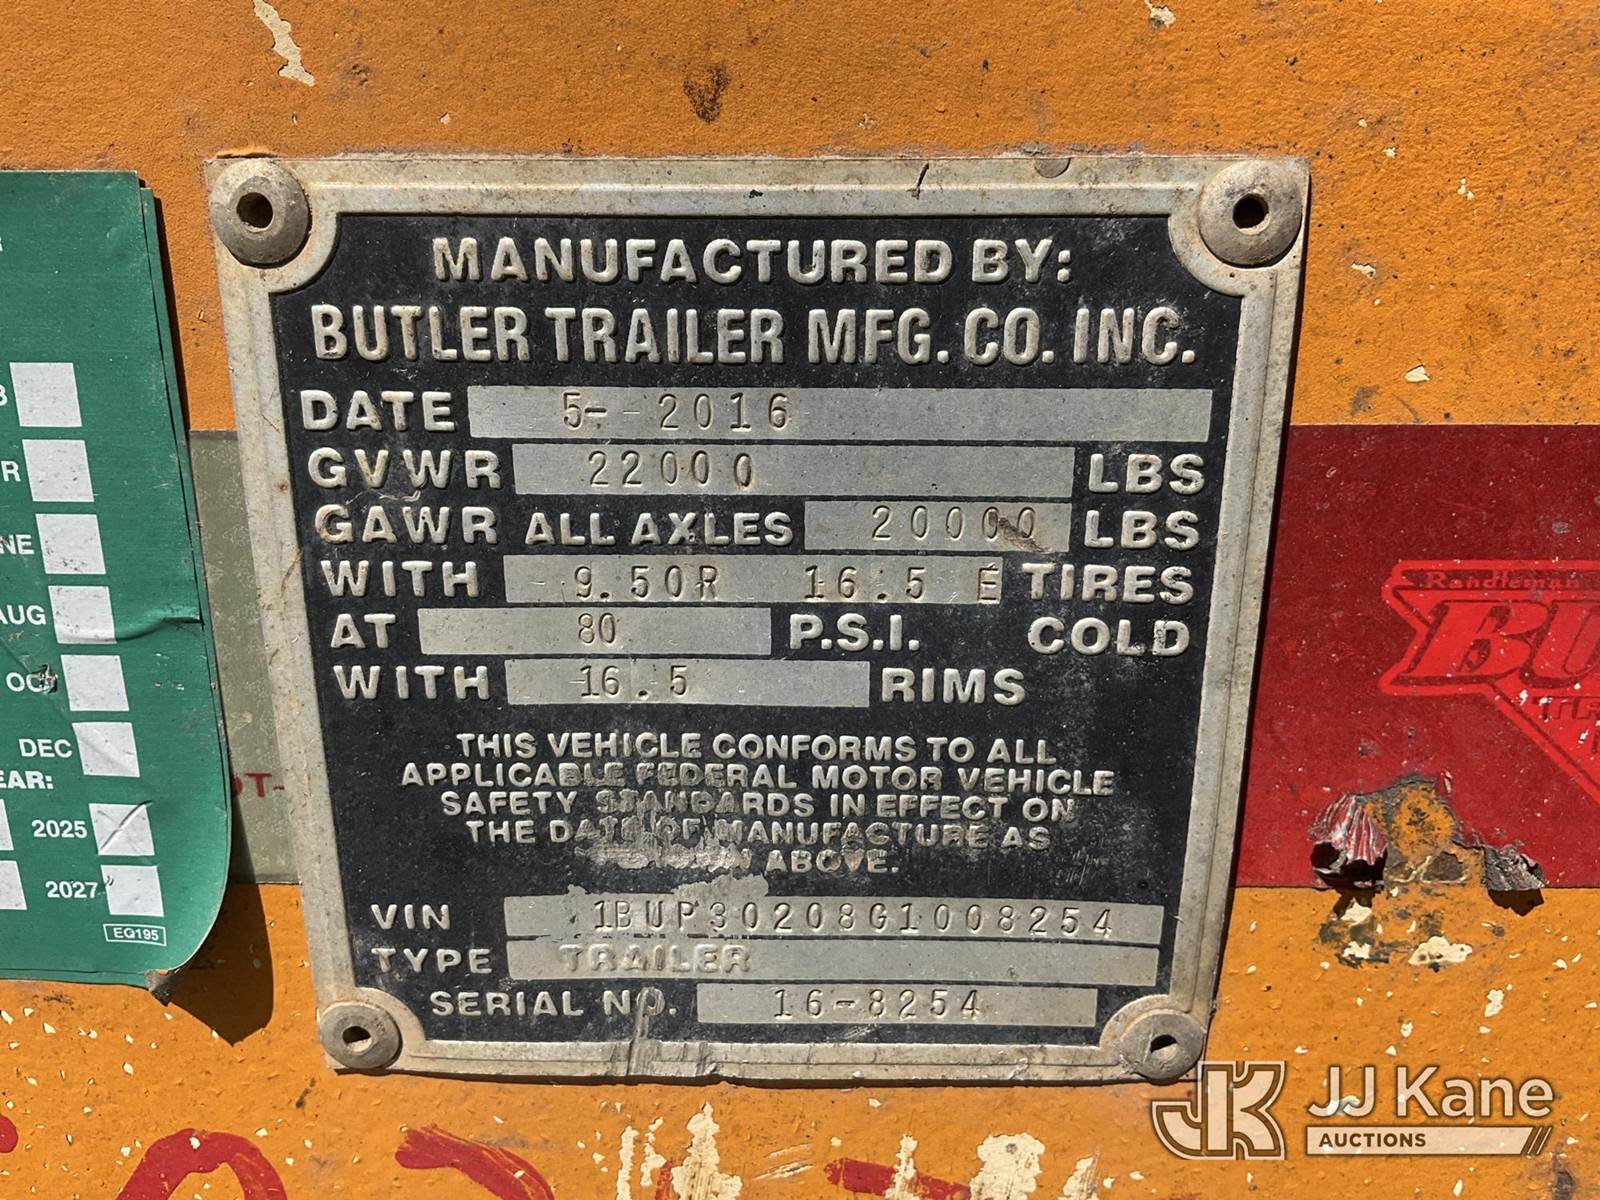 MANUFACTURED BY:
BUTLER TRAILER MFG. CO. INC.
DATE 5- -2016
GVWR 22000 LBS
GAWR ALL AXLES 20000 LBS
WITH 9.50R 16.5 E TIRES
AT 80 P.S.I. COLD
WITH 16.5 RIMS
THIS VEHICLE CONFORMS TO ALL
APPLICABLE FEDERAL MOTOR VEHICLE
SAFETY STANDARDS IN EFFECT ON
THE DATE OF MANUFACTURE AS
ABOVE.
VIN 1BUP30208G1008254
TYPE TRAILER
SERIAL NO. 16-8254
AUG
DEC
2025
2027
EQ195
Randleman
JK JJ Kane
AUCTIONS